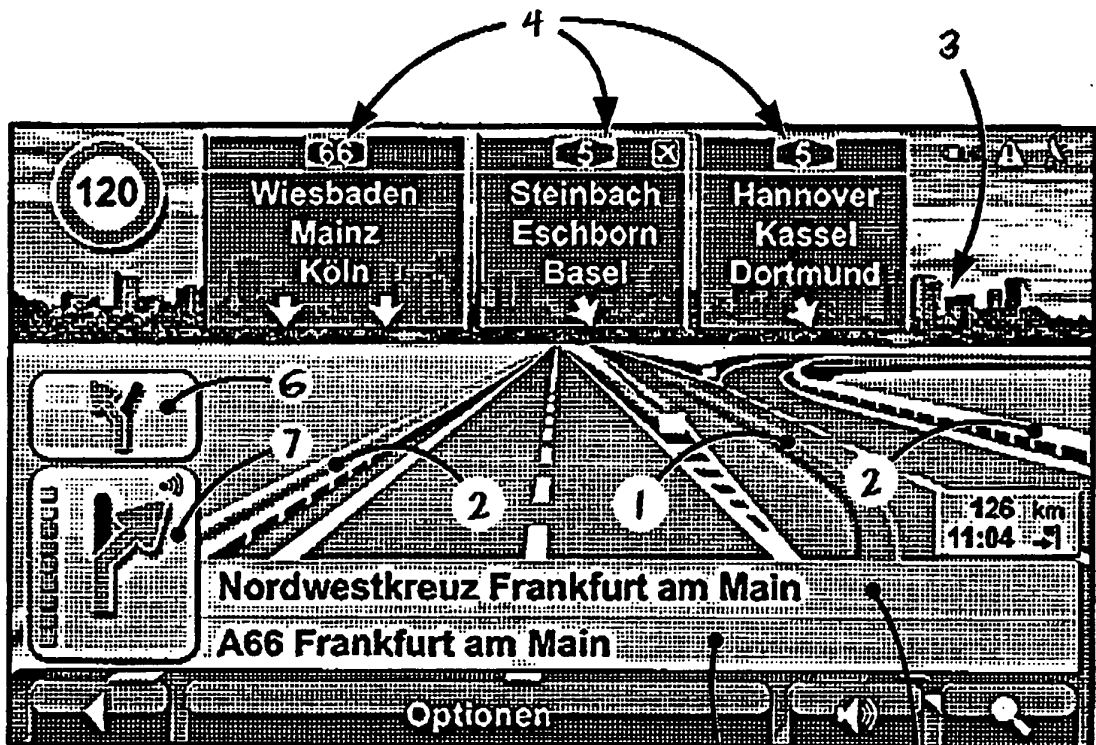 4
3
120
66
5
5
Wiesbaden
Mainz
Köln
Steinbach
Eschborn
Basel
Hannover
Kassel
Dortmund
6
7
2
1
2
126 km
11:04
Nordwestkreuz Frankfurt am Main
A66 Frankfurt am Main
Optionen